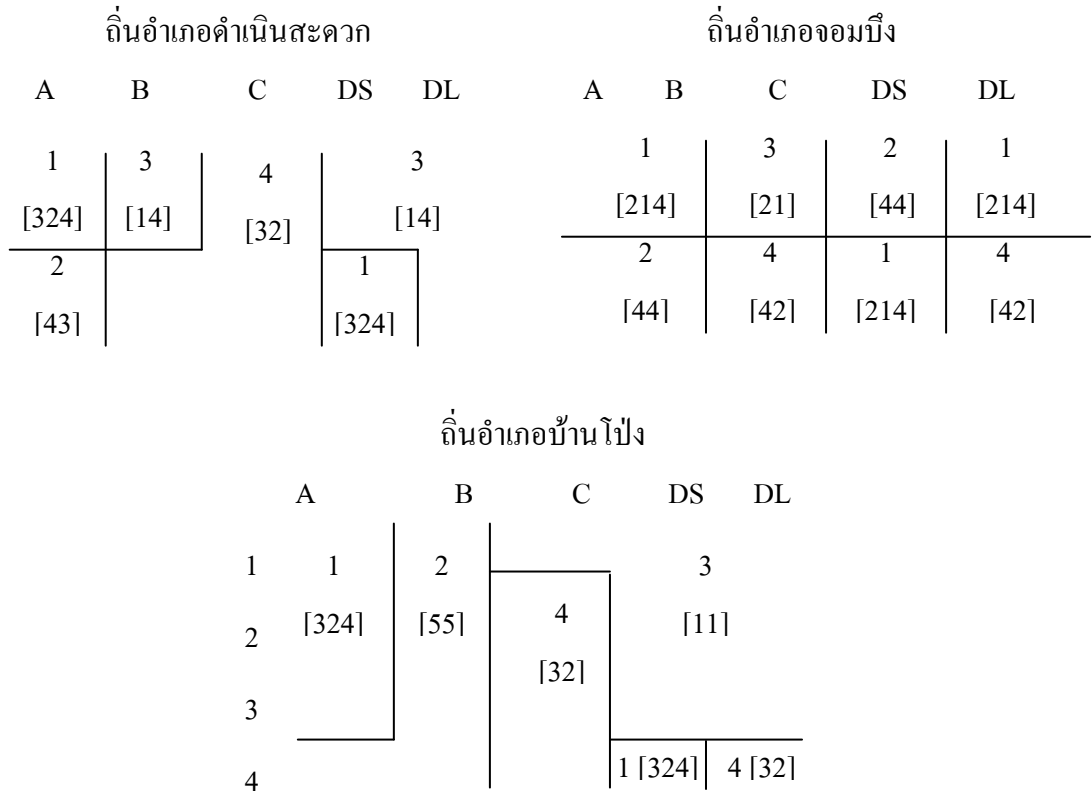 ถิ่นอำเภอดำเนินสะดวก ถิ่นอำเภอจอมบึง
A B C DS DL A B C DS DL
1 3 4 3 1 3 2 1
[324] [14] [32] [14] [214] [21] [44] [214]
2 1 2 4 1 4
[43] [324] [44] [42] [214] [42]
ถิ่นอำเภอบ้านโป่ง
A B C DS DL
1 1 2 3
2 [324] [55] 4 [11]
[32]
3
4 1 [324] 4 [32]